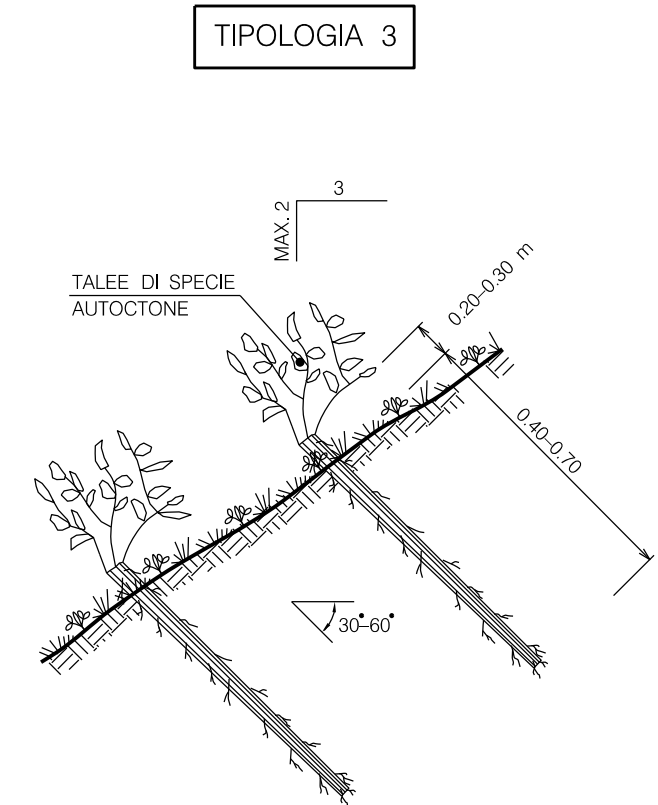 TIPOLOGIA 3
3
MAX. 2
TALEE DI SPECIE
AUTOCTONE
0.20–0.30 m
0.40–0.70
30°–60°